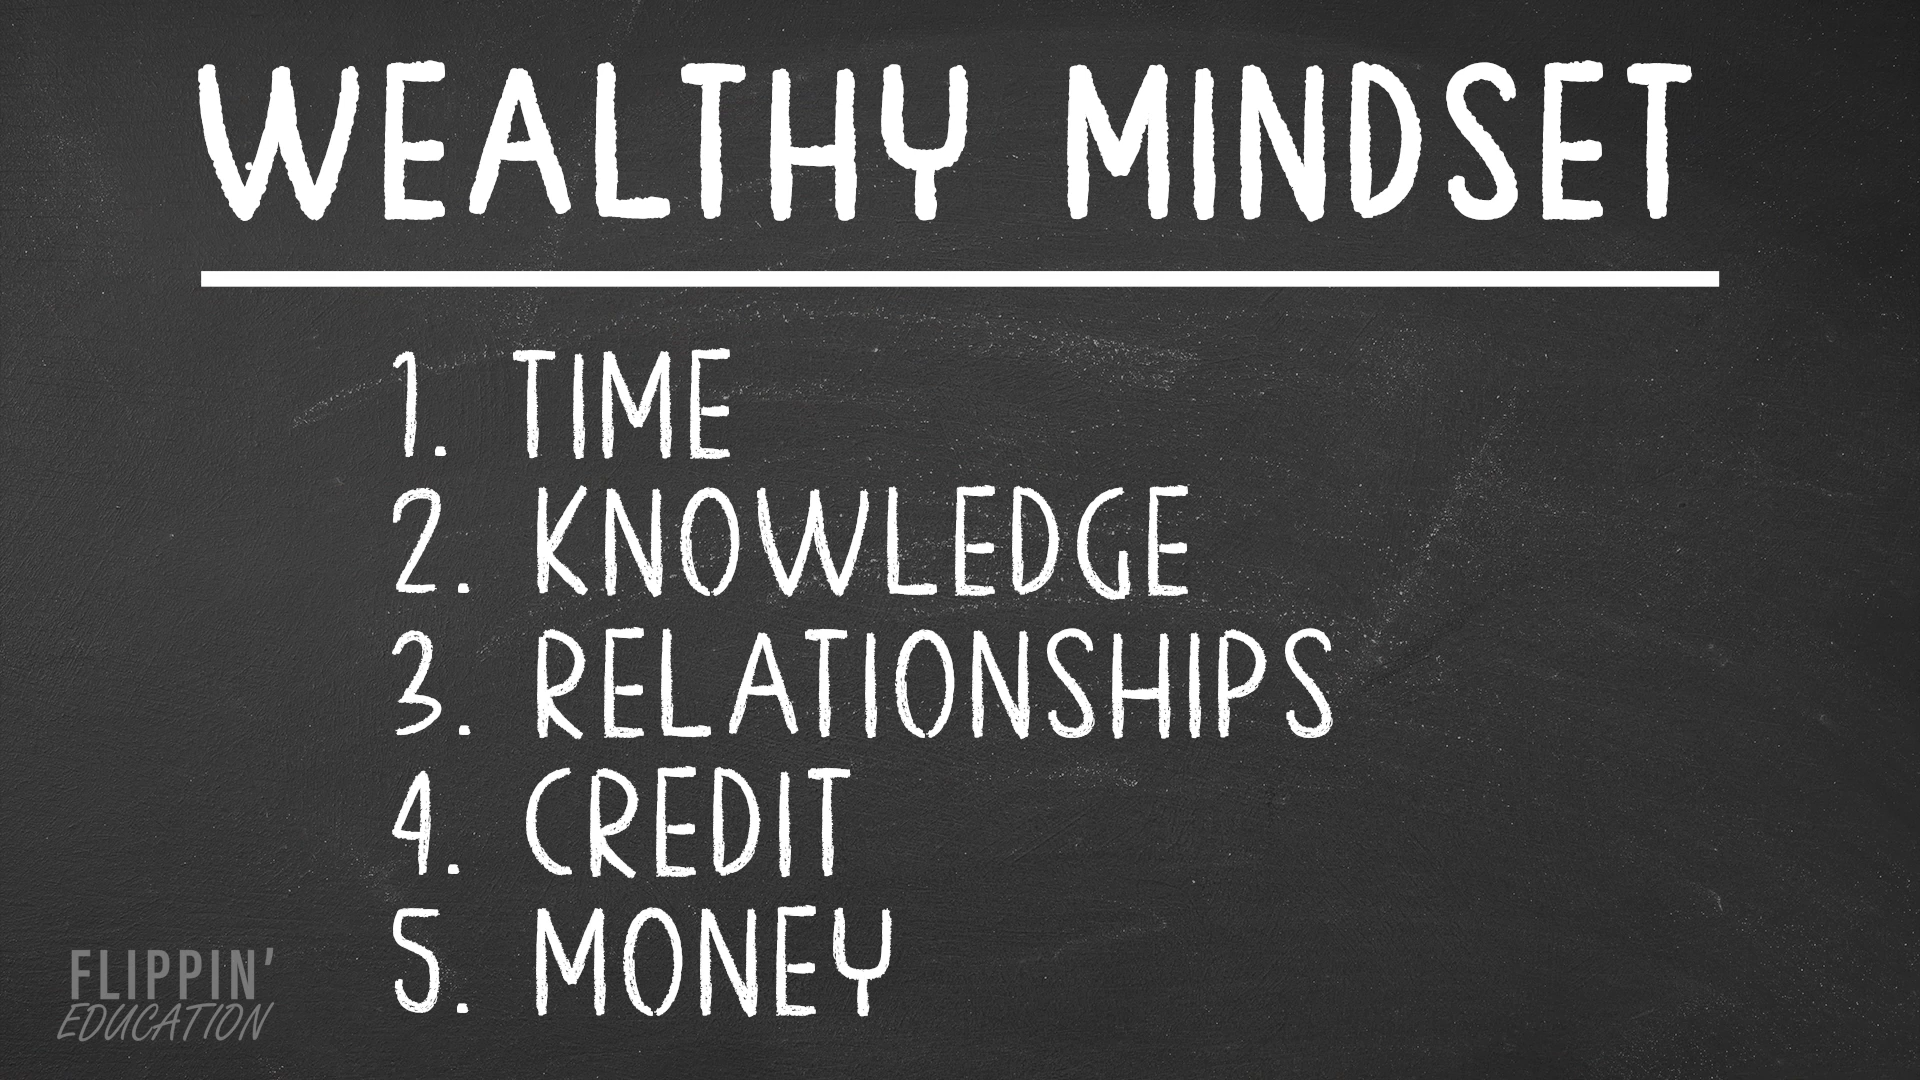 WEALTHY MINDSET
1. TIME
2. KNOWLEDGE
3. RELATIONSHIPS
4. CREDIT
5. MONEY
FLIPPIN'
EDUCATION